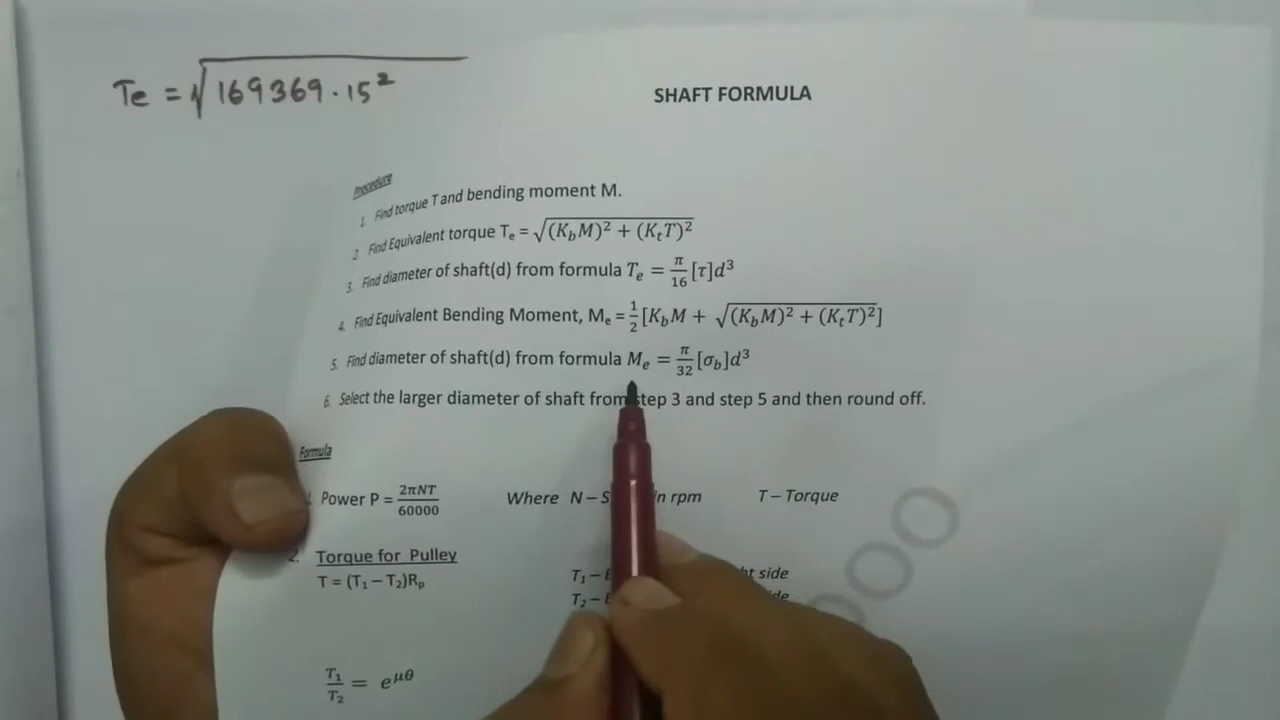 Te = √169369.15²
SHAFT FORMULA
Procedure
1. Find torque T and bending moment M.
2. Find Equivalent torque Tₑ = √(K_bM)² + (K_tT)²
3. Find diameter of shaft(d) from formula Tₑ = π/16 [τ]d³
4. Find Equivalent Bending Moment, Mₑ = 1/2 [K_bM + √(K_bM)² + (K_tT)²]
5. Find diameter of shaft(d) from formula Mₑ = π/32 [σ_b]d³
6. Select the larger diameter of shaft from step 3 and step 5 and then round off.
Formula
Power P = 2πNT/60000 Where N – in rpm T – Torque
2. Torque for Pulley
T = (T₁ – T₂)Rₚ T₁ – side
T₂ –
T₁/T₂ = e^μθ